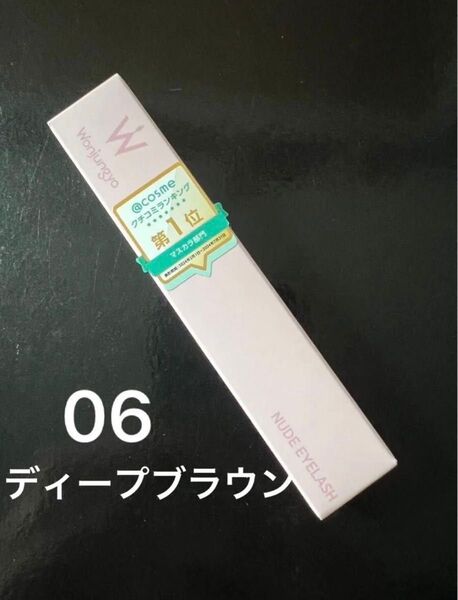 W
Wonjungyo
@cosme
クチコミランキング
★★★★★★★
第1位
マスカラ部門
NUDE EYELASH
06
ディープブラウン